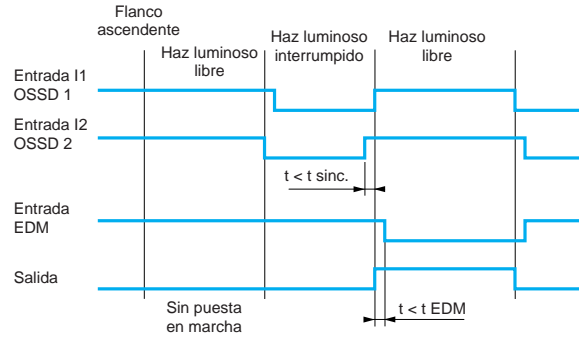 Flanco
ascendente
Haz luminoso
libre
Haz luminoso
interrumpido
Haz luminoso
libre
Entrada I1
OSSD 1
Entrada I2
OSSD 2
t < t sinc.
Entrada
EDM
Salida
Sin puesta
en marcha
t < t EDM